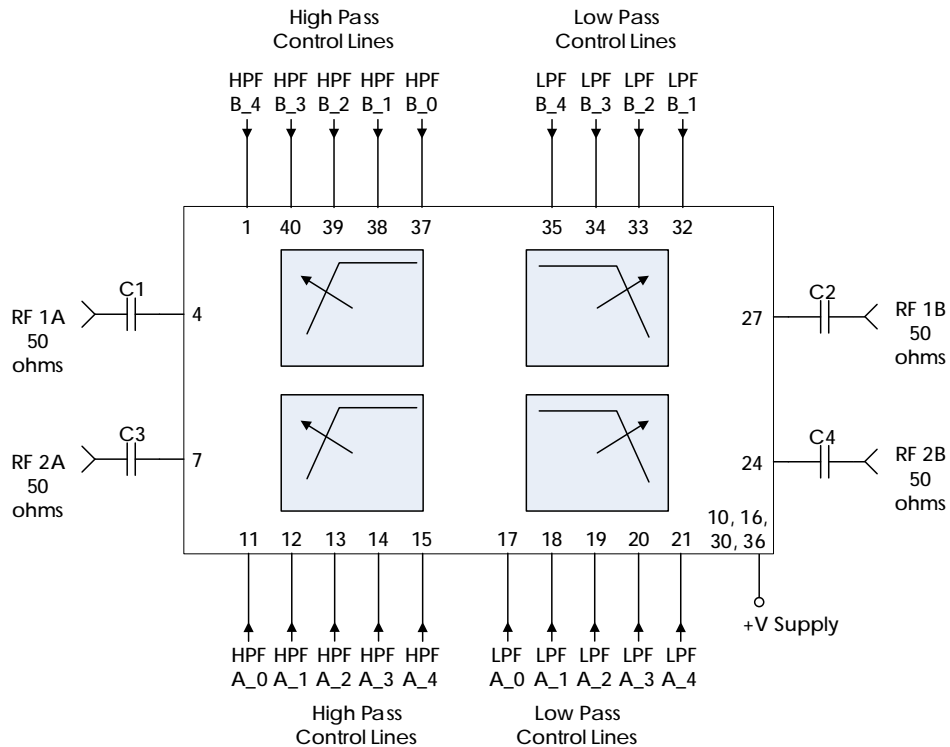 High Pass
Control Lines
Low Pass
Control Lines
HPF HPF HPF HPF HPF
B_4 B_3 B_2 B_1 B_0
LPF LPF LPF LPF
B_4 B_3 B_2 B_1
1 40 39 38 37
35 34 33 32
C1
RF 1A
50
ohms
4
27
C2
RF 1B
50
ohms
C3
RF 2A
50
ohms
7
24
C4
RF 2B
50
ohms
10, 16,
30, 36
11 12 13 14 15
17 18 19 20 21
+V Supply
HPF HPF HPF HPF HPF
A_0 A_1 A_2 A_3 A_4
LPF LPF LPF LPF LPF
A_0 A_1 A_2 A_3 A_4
High Pass
Control Lines
Low Pass
Control Lines